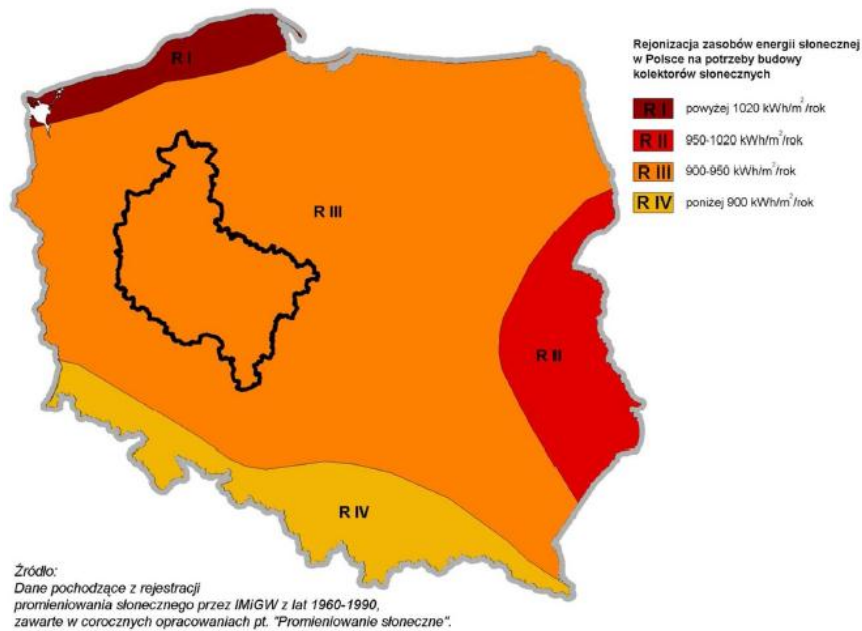 Rejonizacja zasobów energii słonecznej
w Polsce na potrzeby budowy
kolektorów słonecznych
R I powyżej 1020 kWh/m²/rok
R II 950-1020 kWh/m²/rok
R III 900-950 kWh/m²/rok
R IV poniżej 900 kWh/m²/rok
R I
R III
R II
R IV
Źródło:
Dane pochodzące z rejestracji
promieniowania słonecznego przez IMiGW z lat 1960-1990,
zawarte w corocznych opracowaniach pt. "Promieniowanie słoneczne".